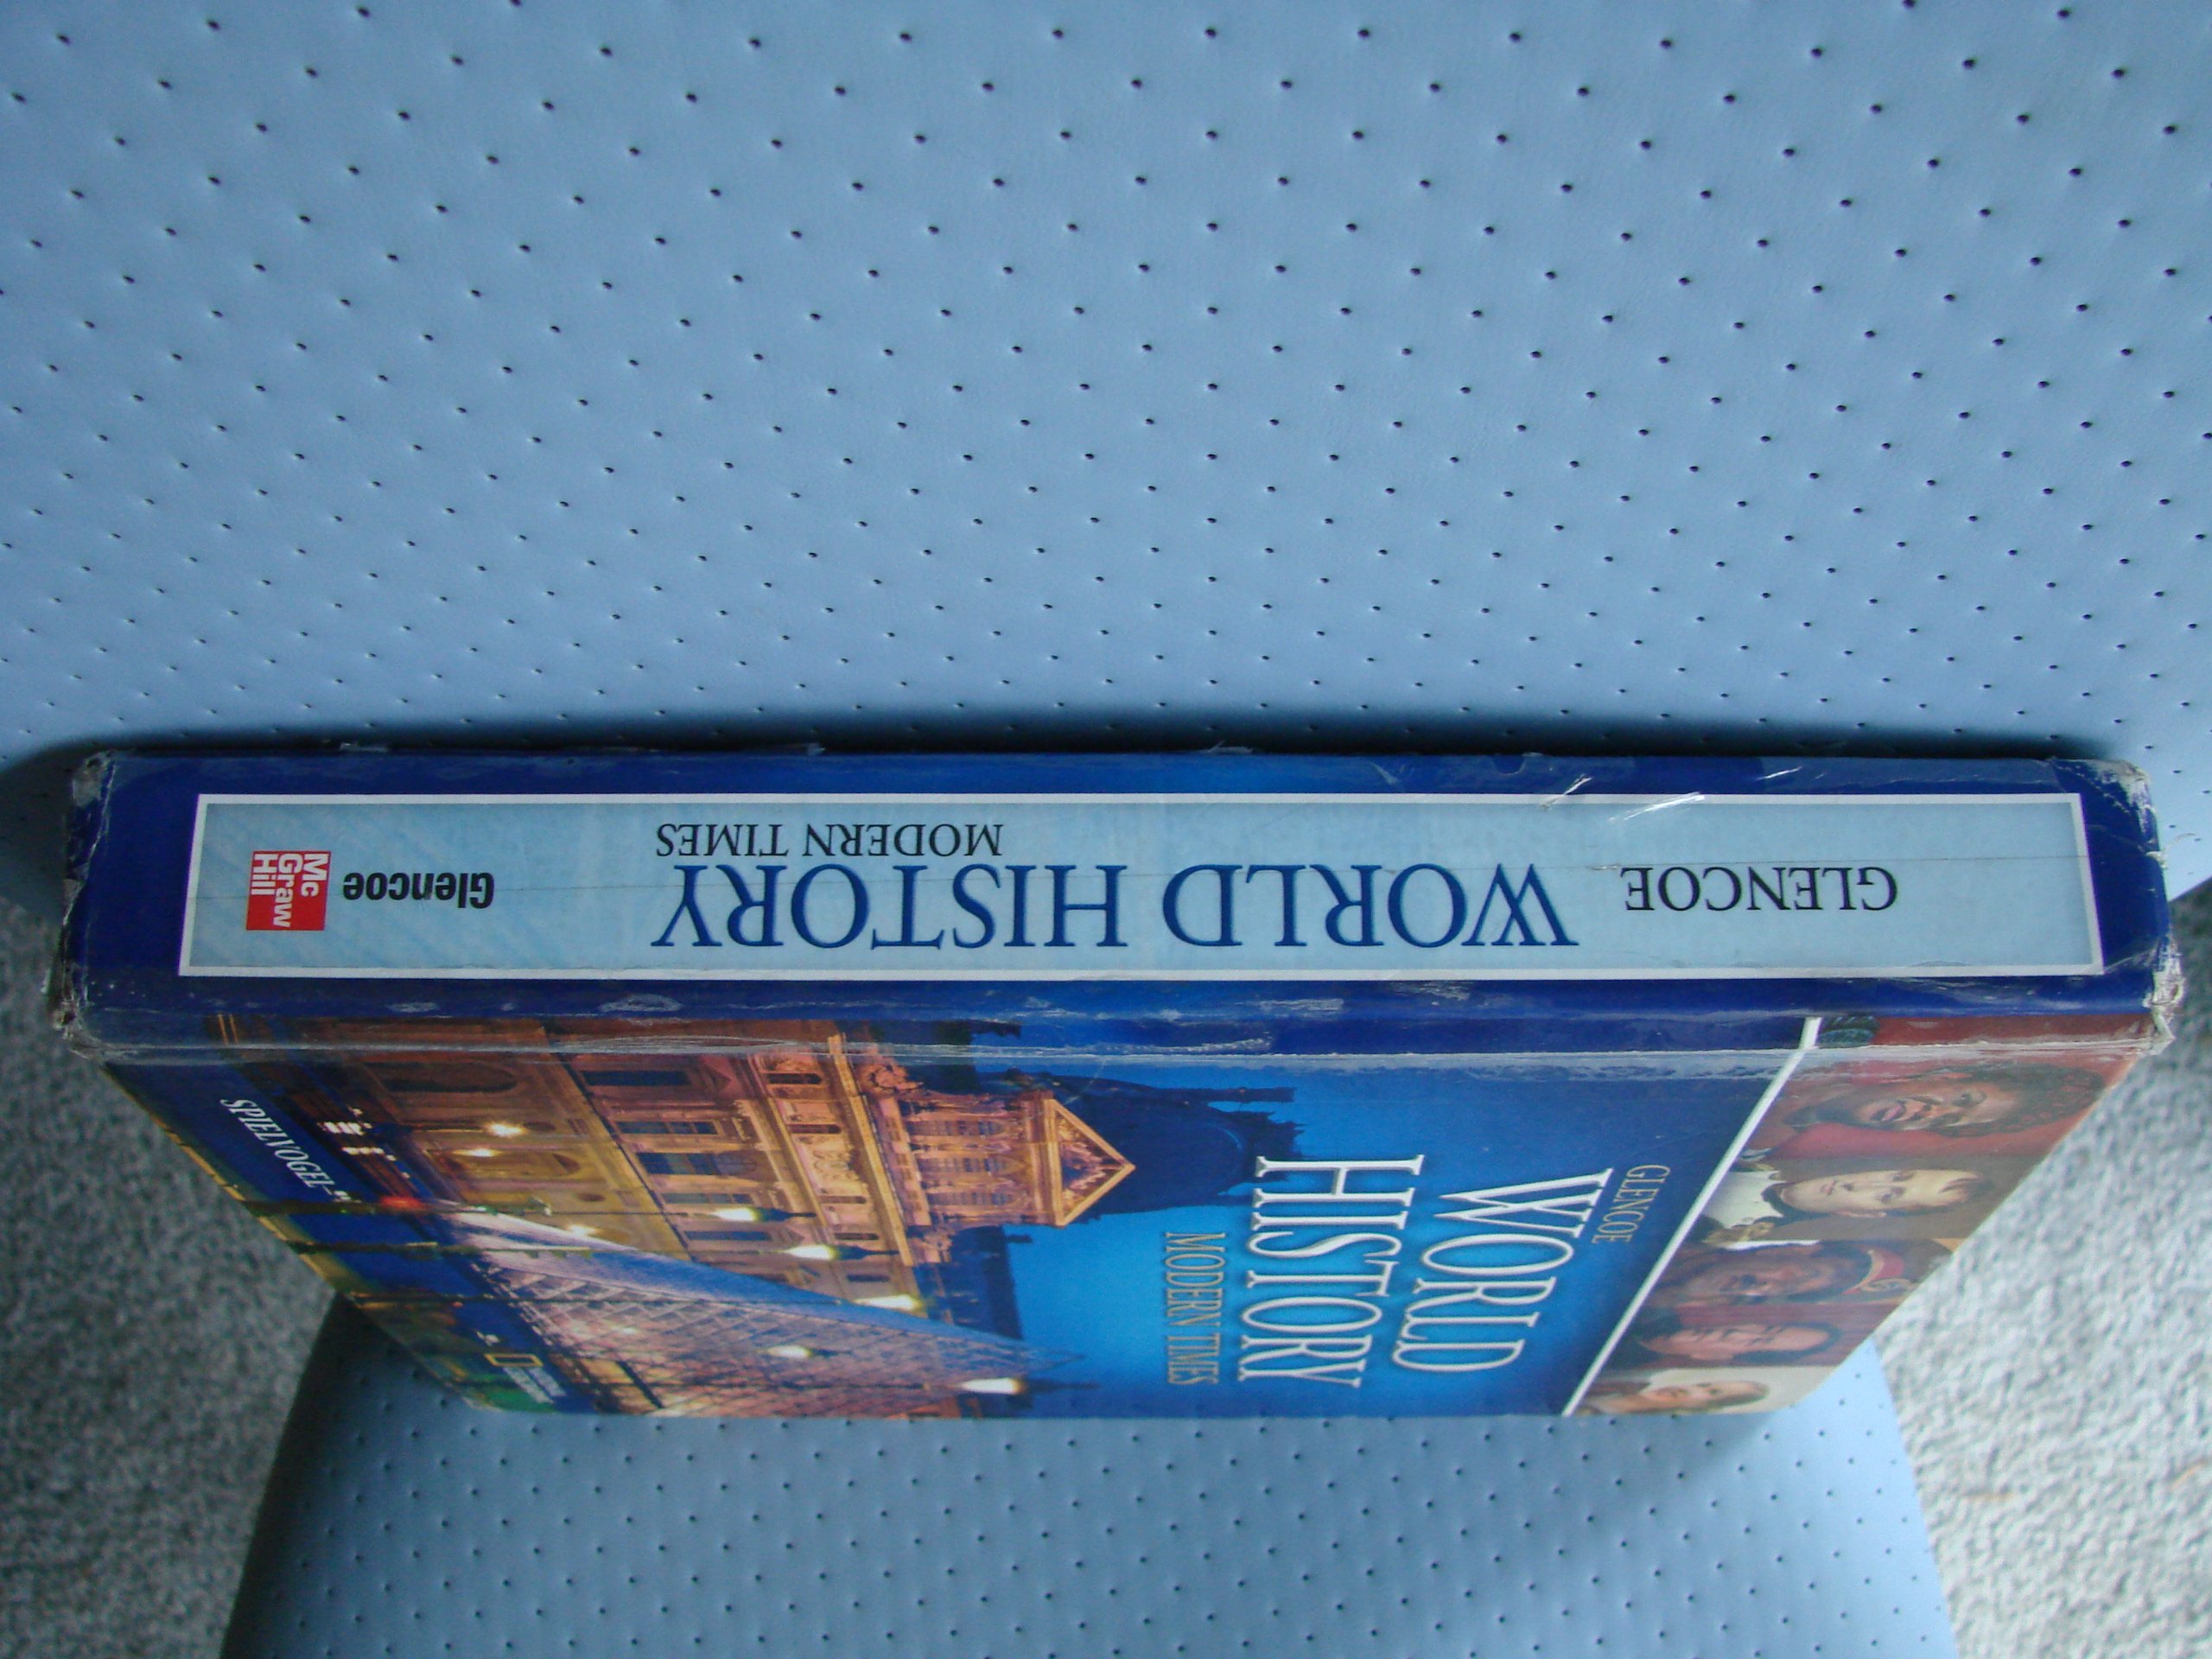 GLENCOE
WORLD HISTORY
MODERN TIMES
Glencoe
Mc
Graw
Hill
GLENCOE
WORLD
HISTORY
MODERN TIMES
SPIELVOGEL